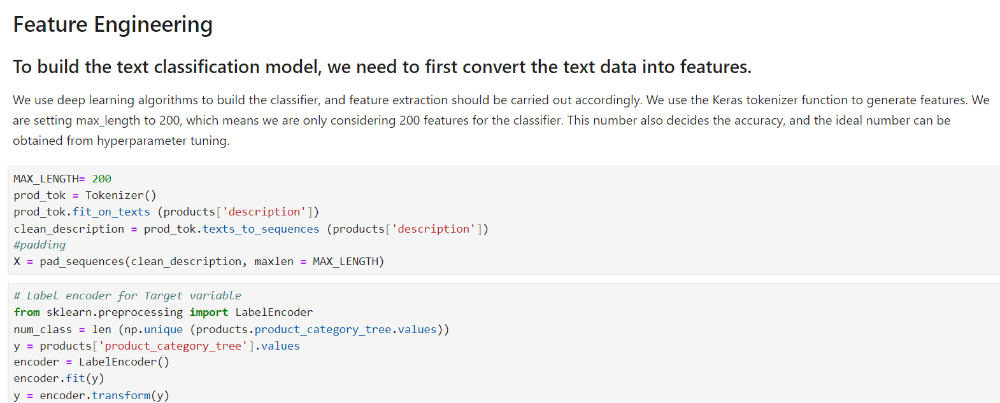 Feature Engineering
To build the text classification model, we need to first convert the text data into features.
We use deep learning algorithms to build the classifier, and feature extraction should be carried out accordingly. We use the Keras tokenizer function to generate features. We
are setting max_length to 200, which means we are only considering 200 features for the classifier. This number also decides the accuracy, and the ideal number can be
obtained from hyperparameter tuning.
MAX_LENGTH= 200
prod_tok = Tokenizer()
prod_tok.fit_on_texts (products['description'])
clean_description = prod_tok.texts_to_sequences (products['description'])
#padding
X = pad_sequences(clean_description, maxlen = MAX_LENGTH)
# Label encoder for Target variable
from sklearn.preprocessing import LabelEncoder
num_class = len (np.unique (products.product_category_tree.values))
y = products['product_category_tree'].values
encoder = LabelEncoder()
encoder.fit(y)
y = encoder.transform(y)